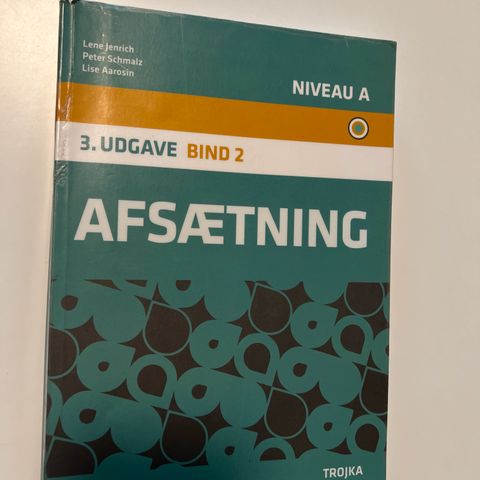 Lene Jenrich
Peter Schmalz
Lise Aarosin
NIVEAU A
3. UDGAVE BIND 2
AFSÆTNING
TROJKA